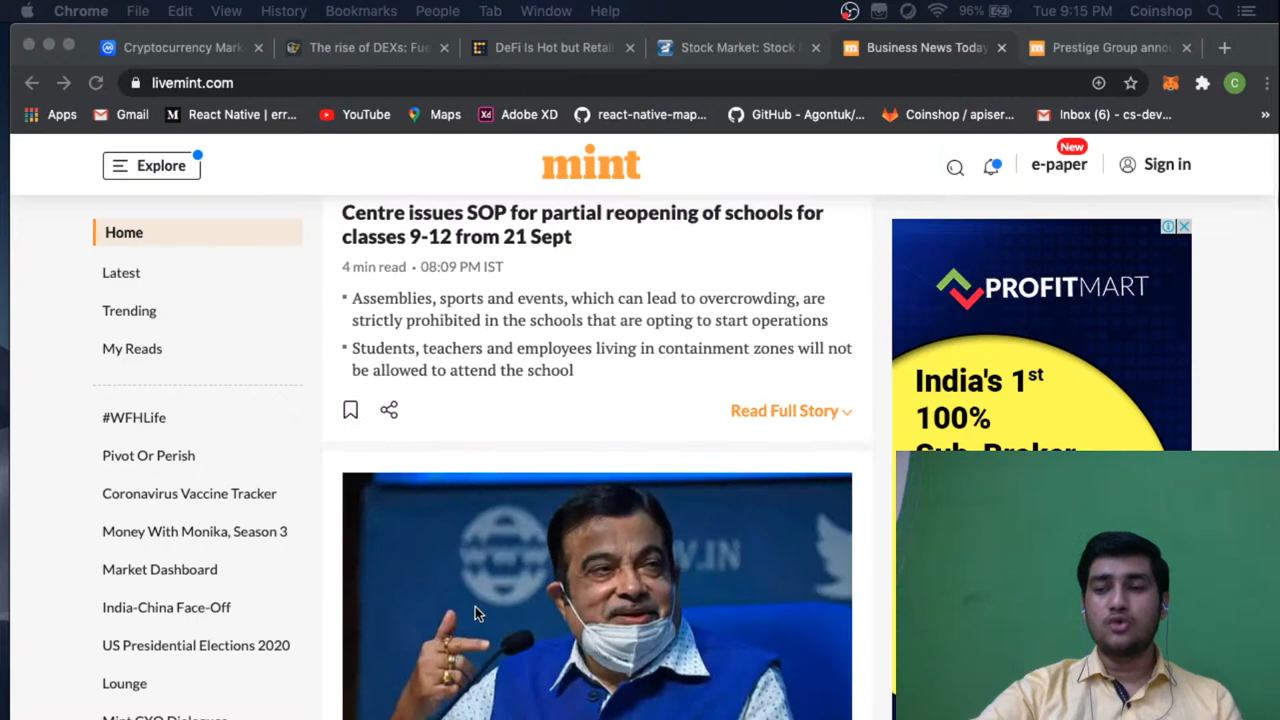 Chrome File Edit View History Bookmarks People Tab Window Help 96% Tue 9:15 PM Coinshop
Cryptocurrency Mark The rise of DEXs: Fue DeFi Is Hot but Retail Stock Market: Stock Business News Today Prestige Group anno
livemint.com C
Apps Gmail React Native | err... YouTube Maps Adobe XD react-native-map... GitHub - Agontuk/... Coinshop / apiser... Inbox (6) - cs-dev... »
Explore
mint
New
e-paper
Sign in
Home
Latest
Trending
My Reads
#WFHLife
Pivot Or Perish
Coronavirus Vaccine Tracker
Money With Monika, Season 3
Market Dashboard
India-China Face-Off
US Presidential Elections 2020
Lounge
Mint CXO Dialogues
Centre issues SOP for partial reopening of schools for
classes 9-12 from 21 Sept
4 min read • 08:09 PM IST
Assemblies, sports and events, which can lead to overcrowding, are
strictly prohibited in the schools that are opting to start operations
Students, teachers and employees living in containment zones will not
be allowed to attend the school
Read Full Story
V.IN
PROFITMART
India's 1st
100%
Sub-Broker